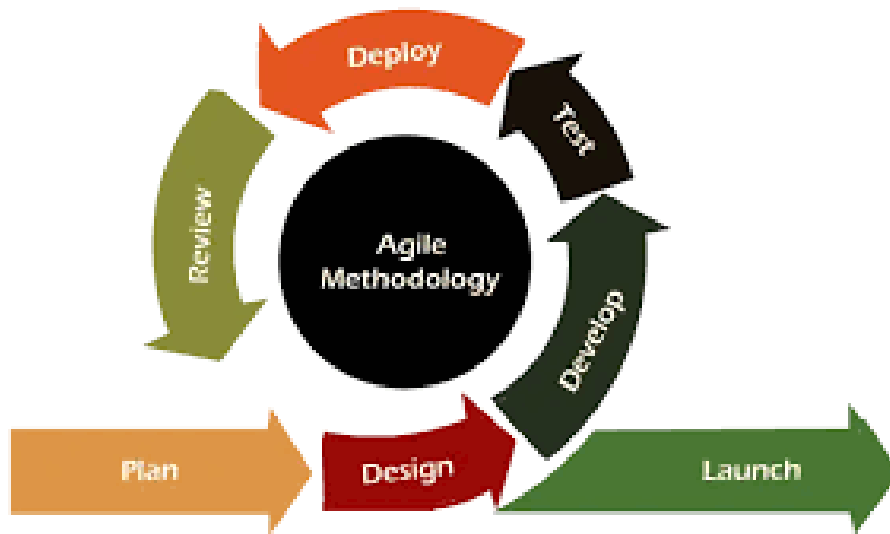 Deploy
Test
Review
Agile
Methodology
Develop
Plan
Design
Launch